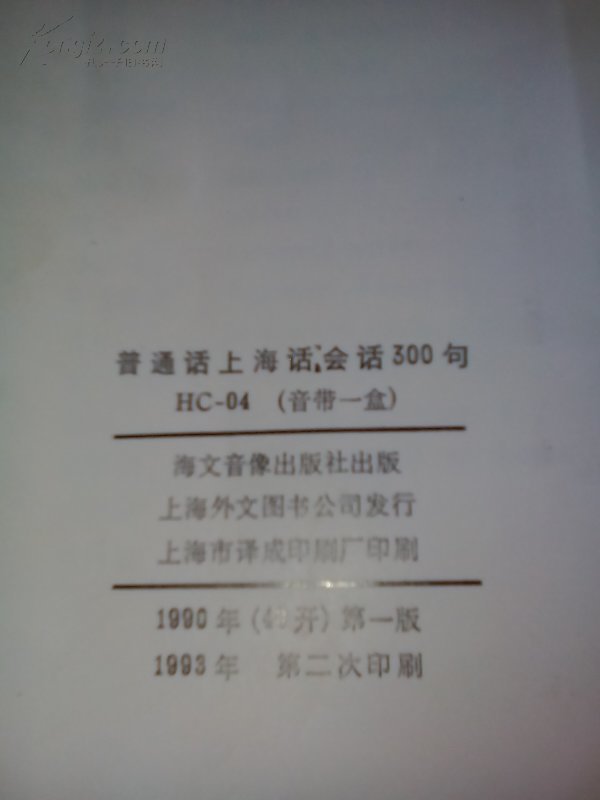 普通话上海话会话300句
HC-04 (音带一盒)
海文音像出版社出版
上海外文图书公司发行
上海市译成印刷厂印刷
1990年(开)第一版
1993年 第二次印刷